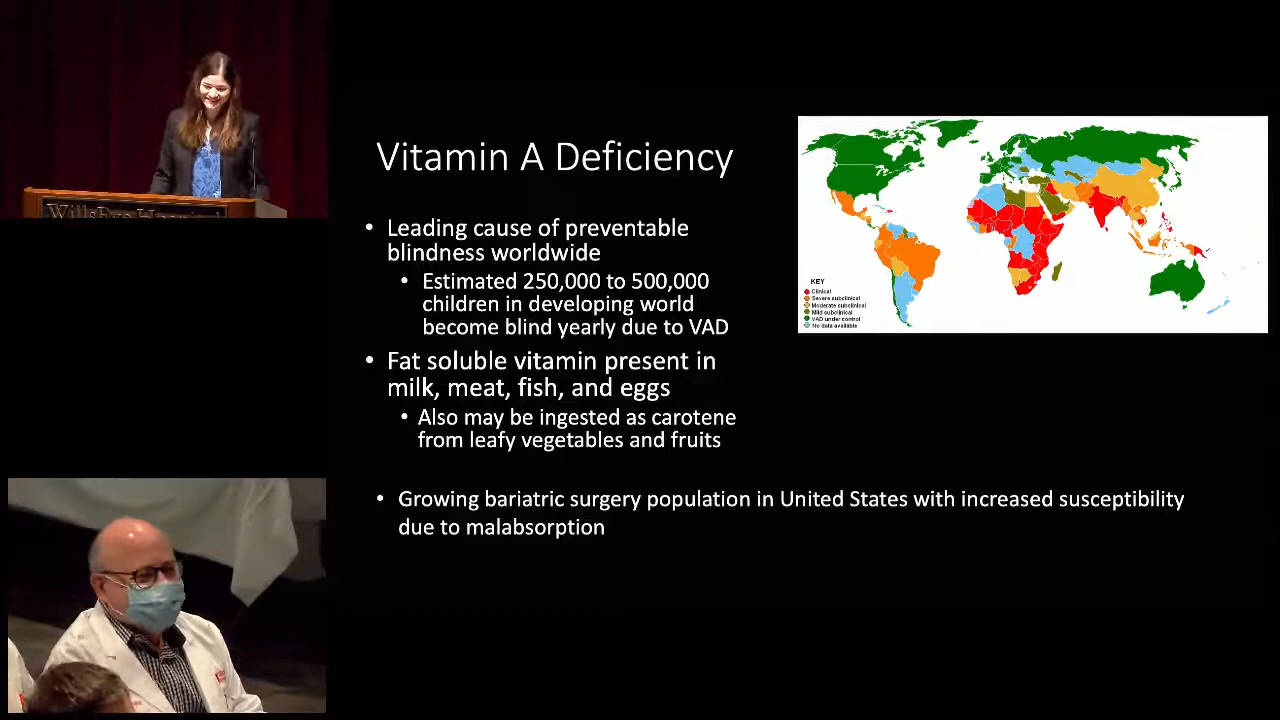 Wills Eye Hospital
Vitamin A Deficiency
• Leading cause of preventable
blindness worldwide
• Estimated 250,000 to 500,000
children in developing world
become blind yearly due to VAD
• Fat soluble vitamin present in
milk, meat, fish, and eggs
• Also may be ingested as carotene
from leafy vegetables and fruits
• Growing bariatric surgery population in United States with increased susceptibility
due to malabsorption
KEY
Clinical
Severe subclinical
Moderate subclinical
Mild subclinical
VAD under control
No data available